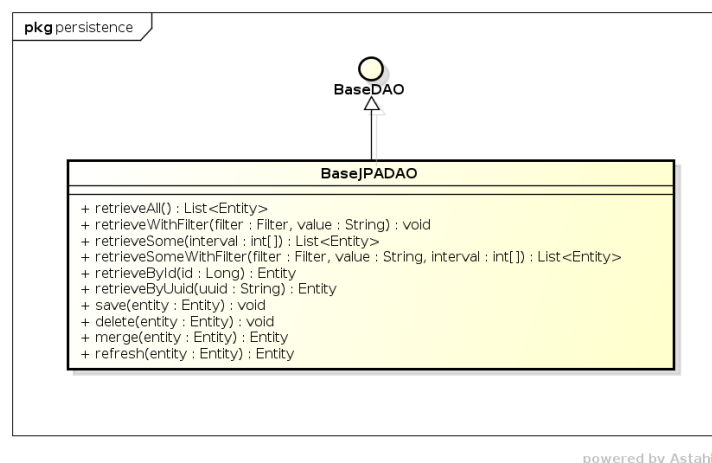 pkg persistence
BaseDAO
BaseJPADAO
+ retrieveAll() : List<Entity>
+ retrieveWithFilter(filter : Filter, value : String) : void
+ retrieveSome(interval : int[]) : List<Entity>
+ retrieveSomeWithFilter(filter : Filter, value : String, interval : int[]) : List<Entity>
+ retrieveById(id : Long) : Entity
+ retrieveByUuid(uuid : String) : Entity
+ save(entity : Entity) : void
+ delete(entity : Entity) : void
+ merge(entity : Entity) : Entity
+ refresh(entity : Entity) : Entity
powered by Astah